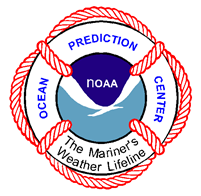 OCEAN
PREDICTION
CENTER
NOAA
The Mariner's
Weather Lifeline